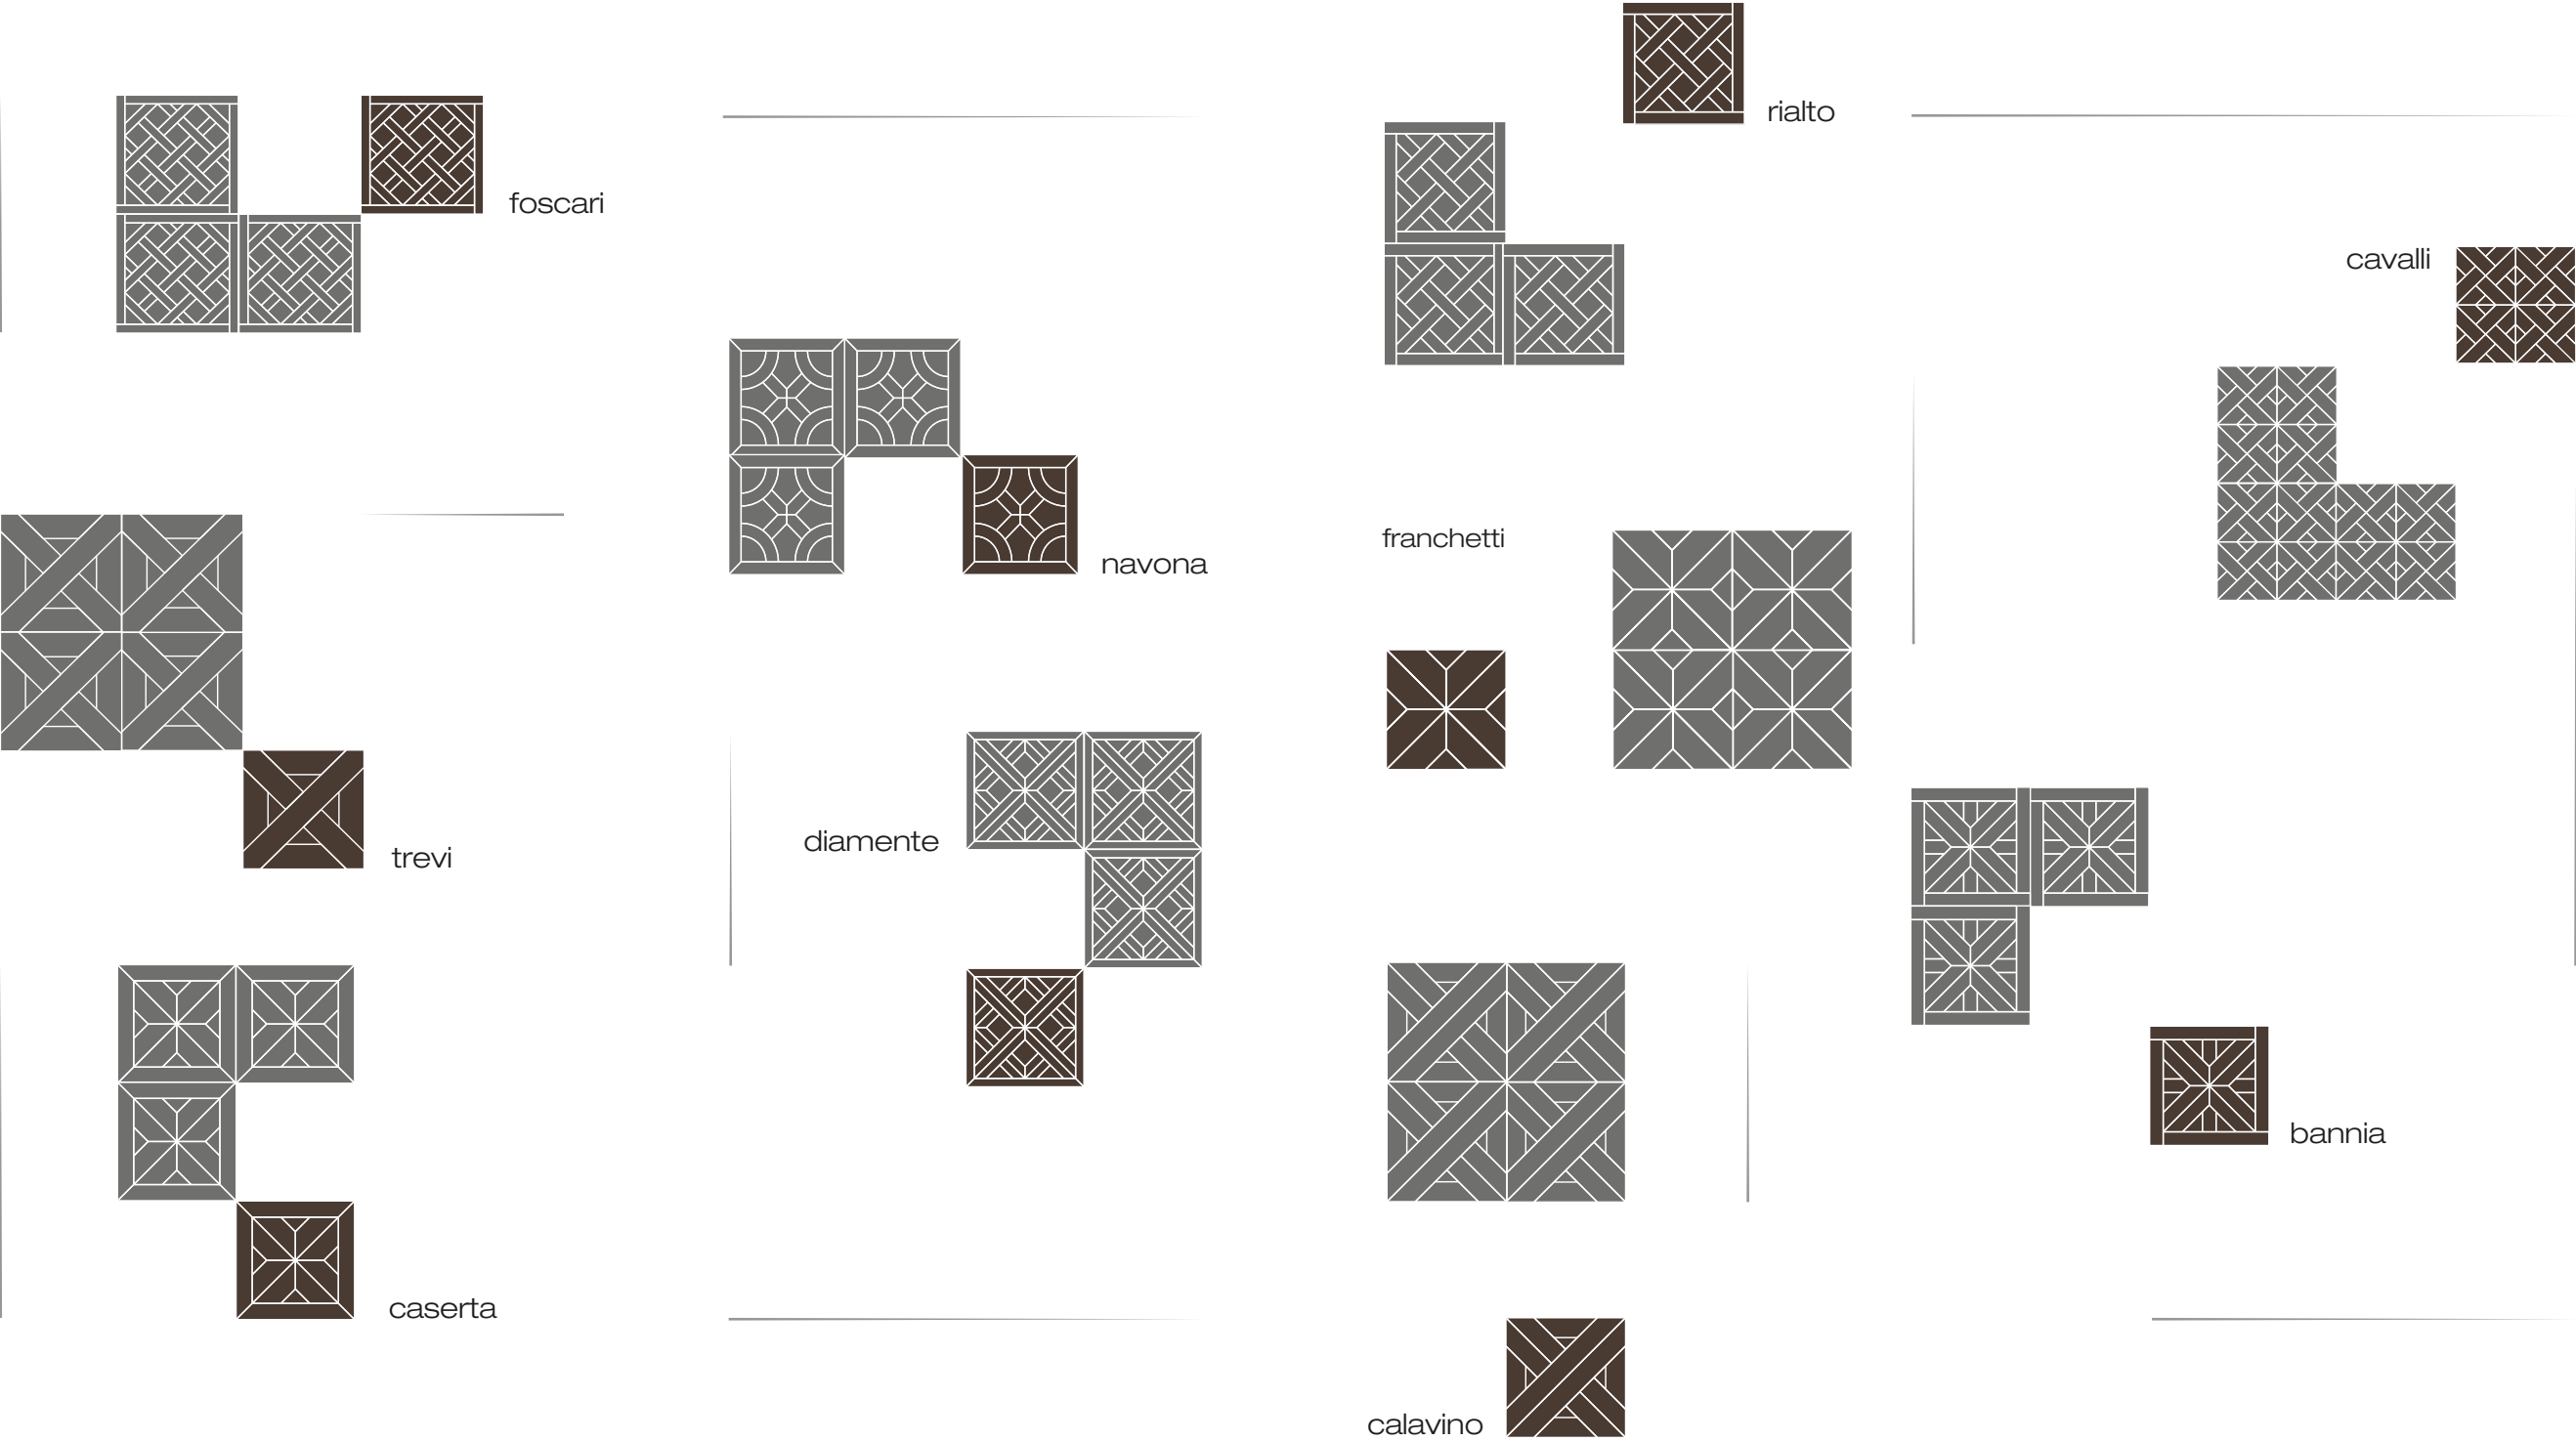 rialto
foscari
cavalli
franchetti
navona
diamente
trevi
bannia
caserta
calavino